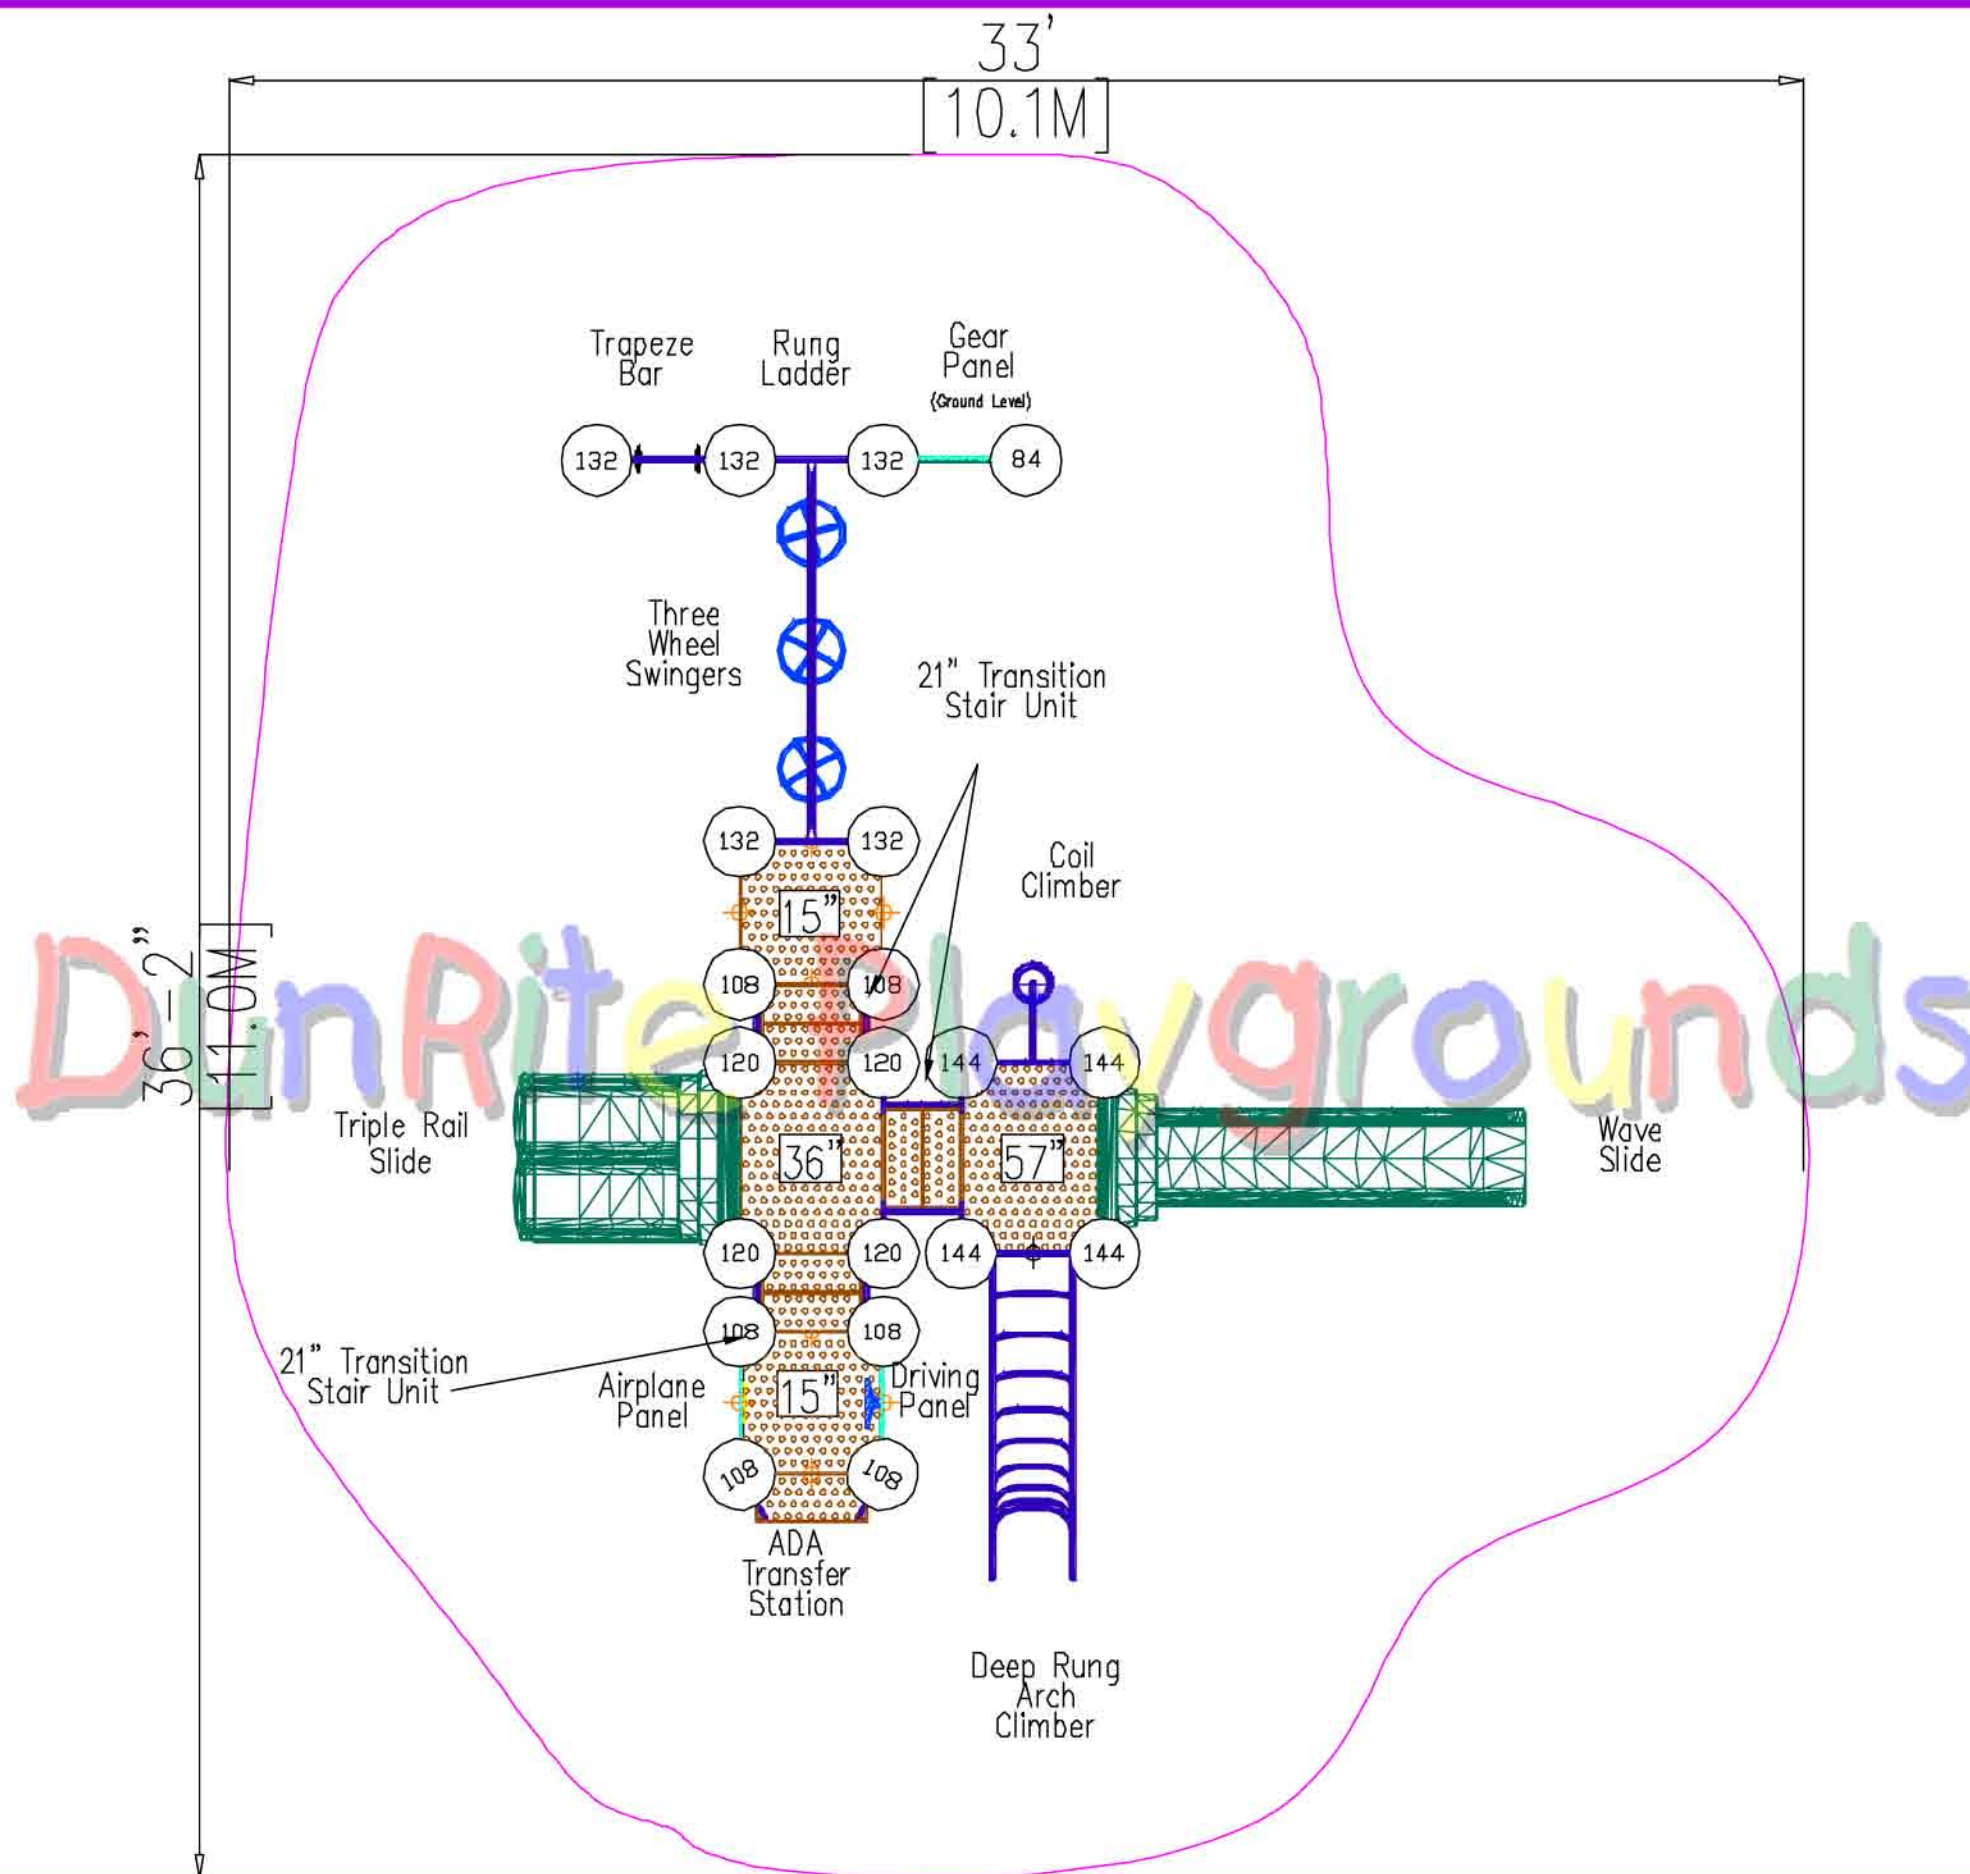 33'
[10.1M]
Trapeze
Bar
Rung
Ladder
Gear
Panel
(Ground Level)
132
132
132
84
Three
Wheel
Swingers
21" Transition
Stair Unit
132
132
Coil
Climber
15"
36'-2"
[11.0M]
DunRite Playgrounds
108
108
120
120
144
144
Triple Rail
Slide
36"
57"
Wave
Slide
120
120
144
144
108
108
21" Transition
Stair Unit
Airplane
Panel
15"
Driving
Panel
108
108
ADA
Transfer
Station
Deep Rung
Arch
Climber